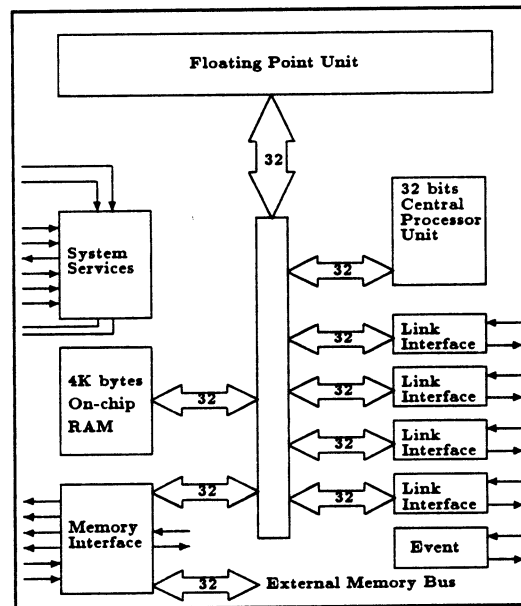 Floating Point Unit
32
32 bits
Central
Processor
Unit
System
Services
32
32
Link
Interface
4K bytes
On-chip
RAM
32
32
Link
Interface
32
Link
Interface
Memory
Interface
32
32
Link
Interface
Event
32
External Memory Bus